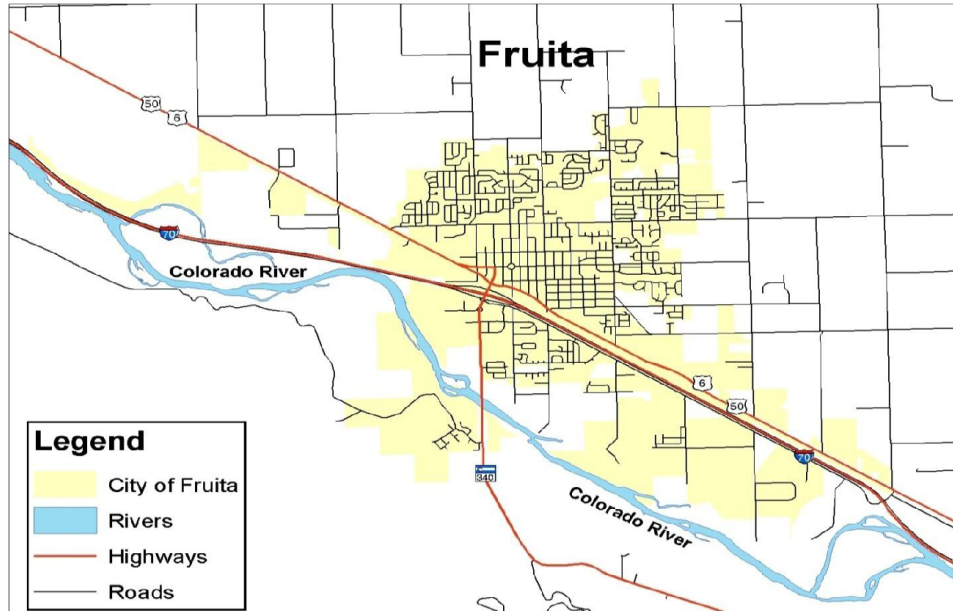 Fruita
50
6
70
Colorado River
6
50
70
340
Colorado River
Legend
City of Fruita
Rivers
Highways
Roads